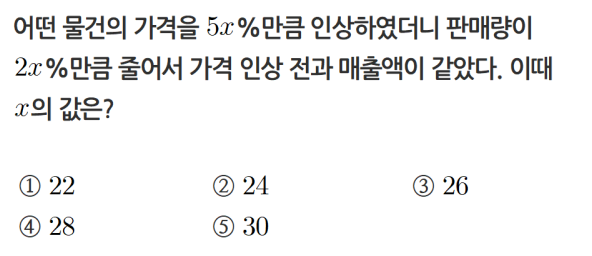 어떤 물건의 가격을 5x%만큼 인상하였더니 판매량이
2x%만큼 줄어서 가격 인상 전과 매출액이 같았다. 이때
x의 값은?
① 22 ② 24 ③ 26
④ 28 ⑤ 30